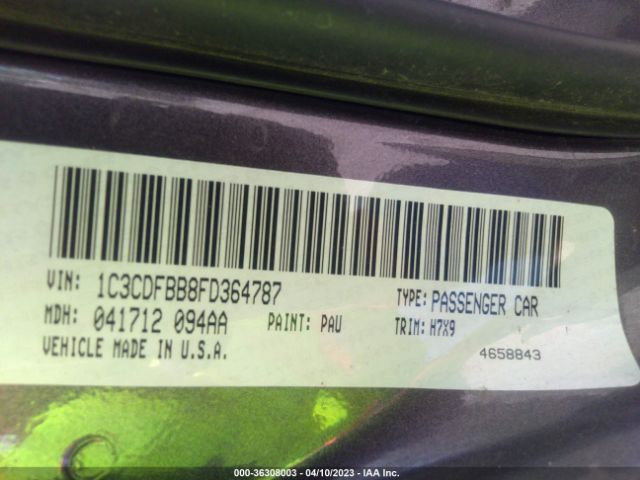 VIN: 1C3CDFBB8FD364787 TYPE: PASSENGER CAR
MDH: 041712 094AA PAINT: PAU TRIM: H7X9
VEHICLE MADE IN U.S.A. 4658843
000-36308003 — 04/10/2023 — IAA Inc.